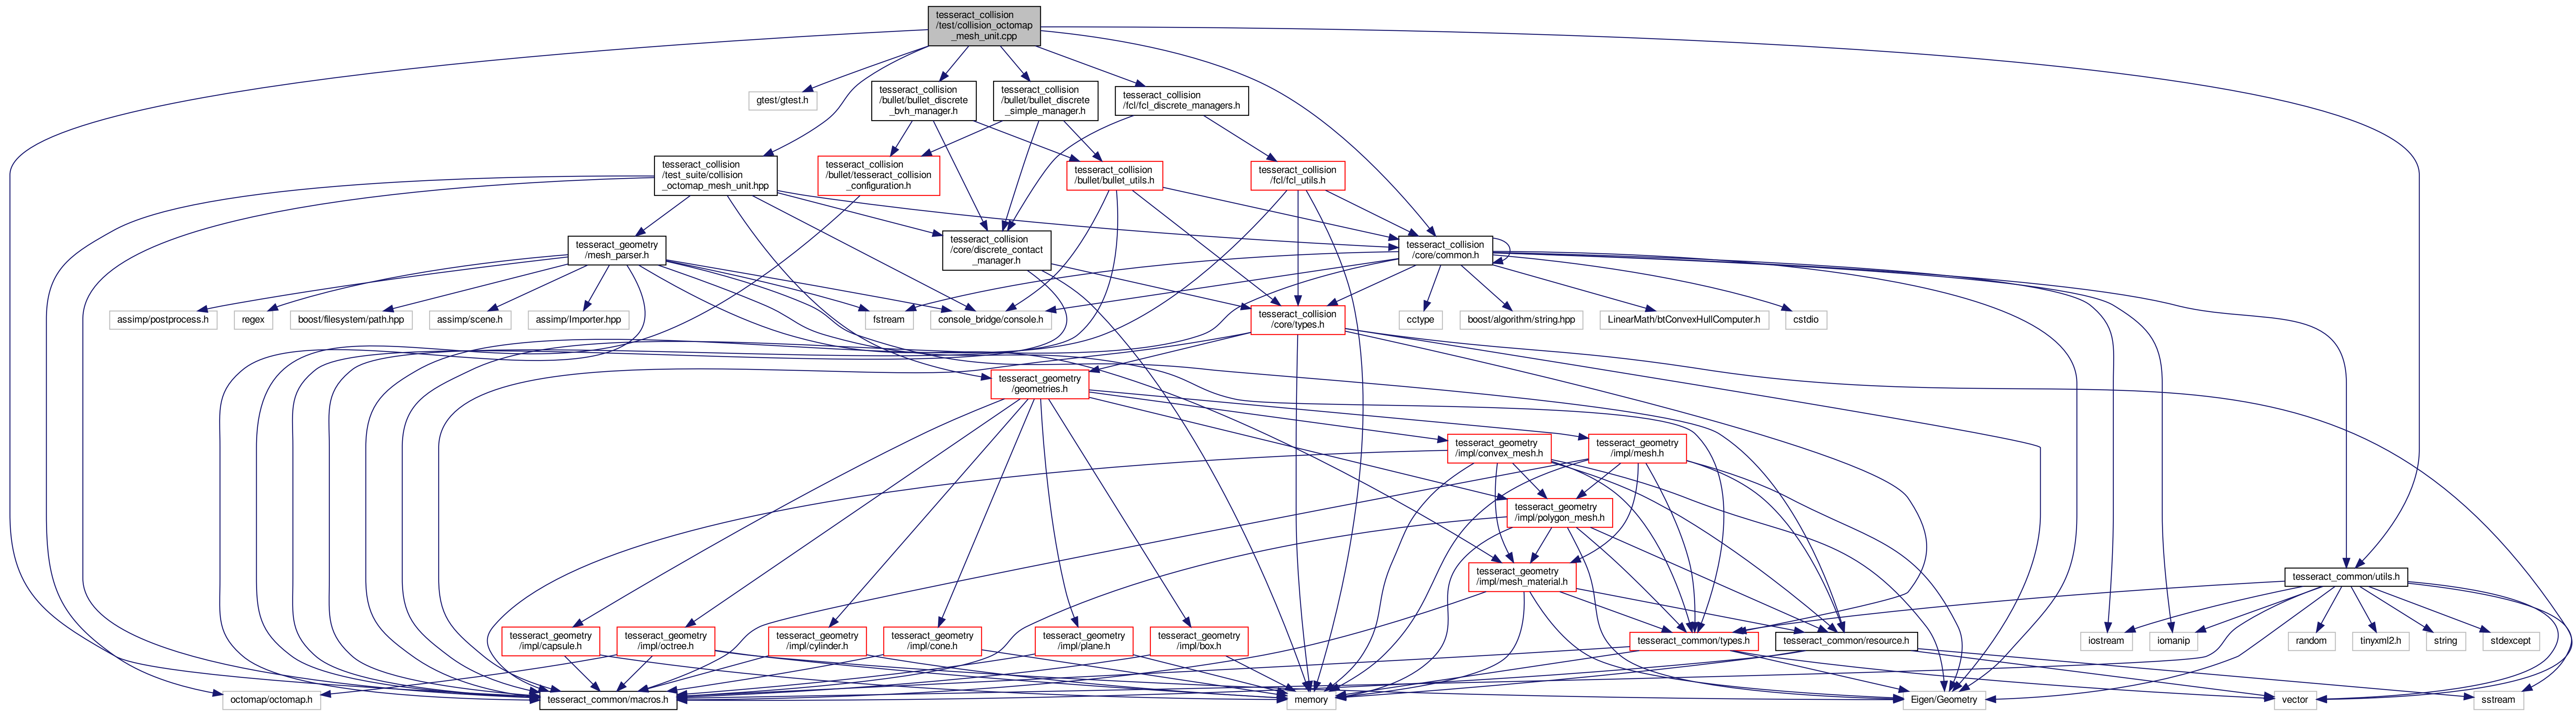 tesseract_collision
/test/collision_octomap
_mesh_unit.cpp
gtest/gtest.h
tesseract_collision
/bullet/bullet_discrete
_bvh_manager.h
tesseract_collision
/bullet/bullet_discrete
_simple_manager.h
tesseract_collision
/fcl/fcl_discrete_managers.h
tesseract_collision
/test_suite/collision
_octomap_mesh_unit.hpp
tesseract_collision
/bullet/tesseract_collision
_configuration.h
tesseract_collision
/bullet/bullet_utils.h
tesseract_collision
/fcl/fcl_utils.h
tesseract_geometry
/mesh_parser.h
tesseract_collision
/core/discrete_contact
_manager.h
tesseract_collision
/core/common.h
assimp/postprocess.h
regex
boost/filesystem/path.hpp
assimp/scene.h
assimp/Importer.hpp
fstream
console_bridge/console.h
tesseract_collision
/core/types.h
cctype
boost/algorithm/string.hpp
LinearMath/btConvexHullComputer.h
cstdio
tesseract_geometry
/geometries.h
tesseract_geometry
/impl/convex_mesh.h
tesseract_geometry
/impl/mesh.h
tesseract_geometry
/impl/polygon_mesh.h
tesseract_geometry
/impl/mesh_material.h
tesseract_common/utils.h
tesseract_geometry
/impl/capsule.h
tesseract_geometry
/impl/octree.h
tesseract_geometry
/impl/cylinder.h
tesseract_geometry
/impl/cone.h
tesseract_geometry
/impl/plane.h
tesseract_geometry
/impl/box.h
tesseract_common/types.h
tesseract_common/resource.h
iostream
iomanip
random
tinyxml2.h
string
stdexcept
octomap/octomap.h
tesseract_common/macros.h
memory
Eigen/Geometry
vector
sstream